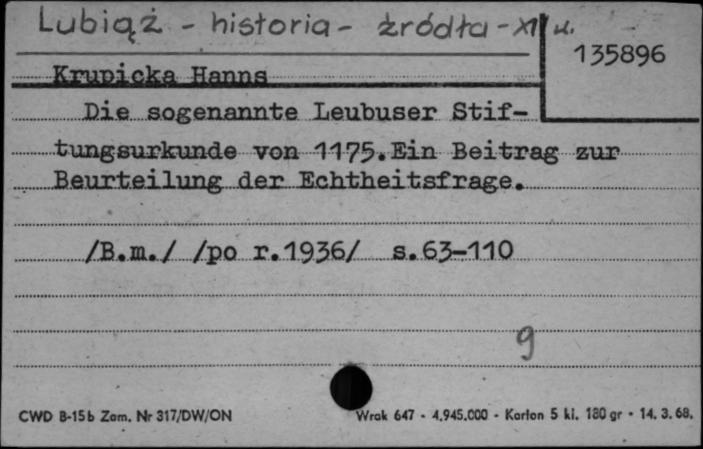 Lubiąż - historia - źródła - XII w.
135896
Krupicka Hanns
Die sogenannte Leubuser Stif-
tungsurkunde von 1175.Ein Beitrag zur
Beurteilung der Echtheitsfrage.
/B.m./ /po r.1936/ s.63-110
9
CWD B-15b Zam. Nr 317/DW/ON Wrak 647 - 4.945.000 - Karton 5 kl. 180 gr - 14. 3. 68.